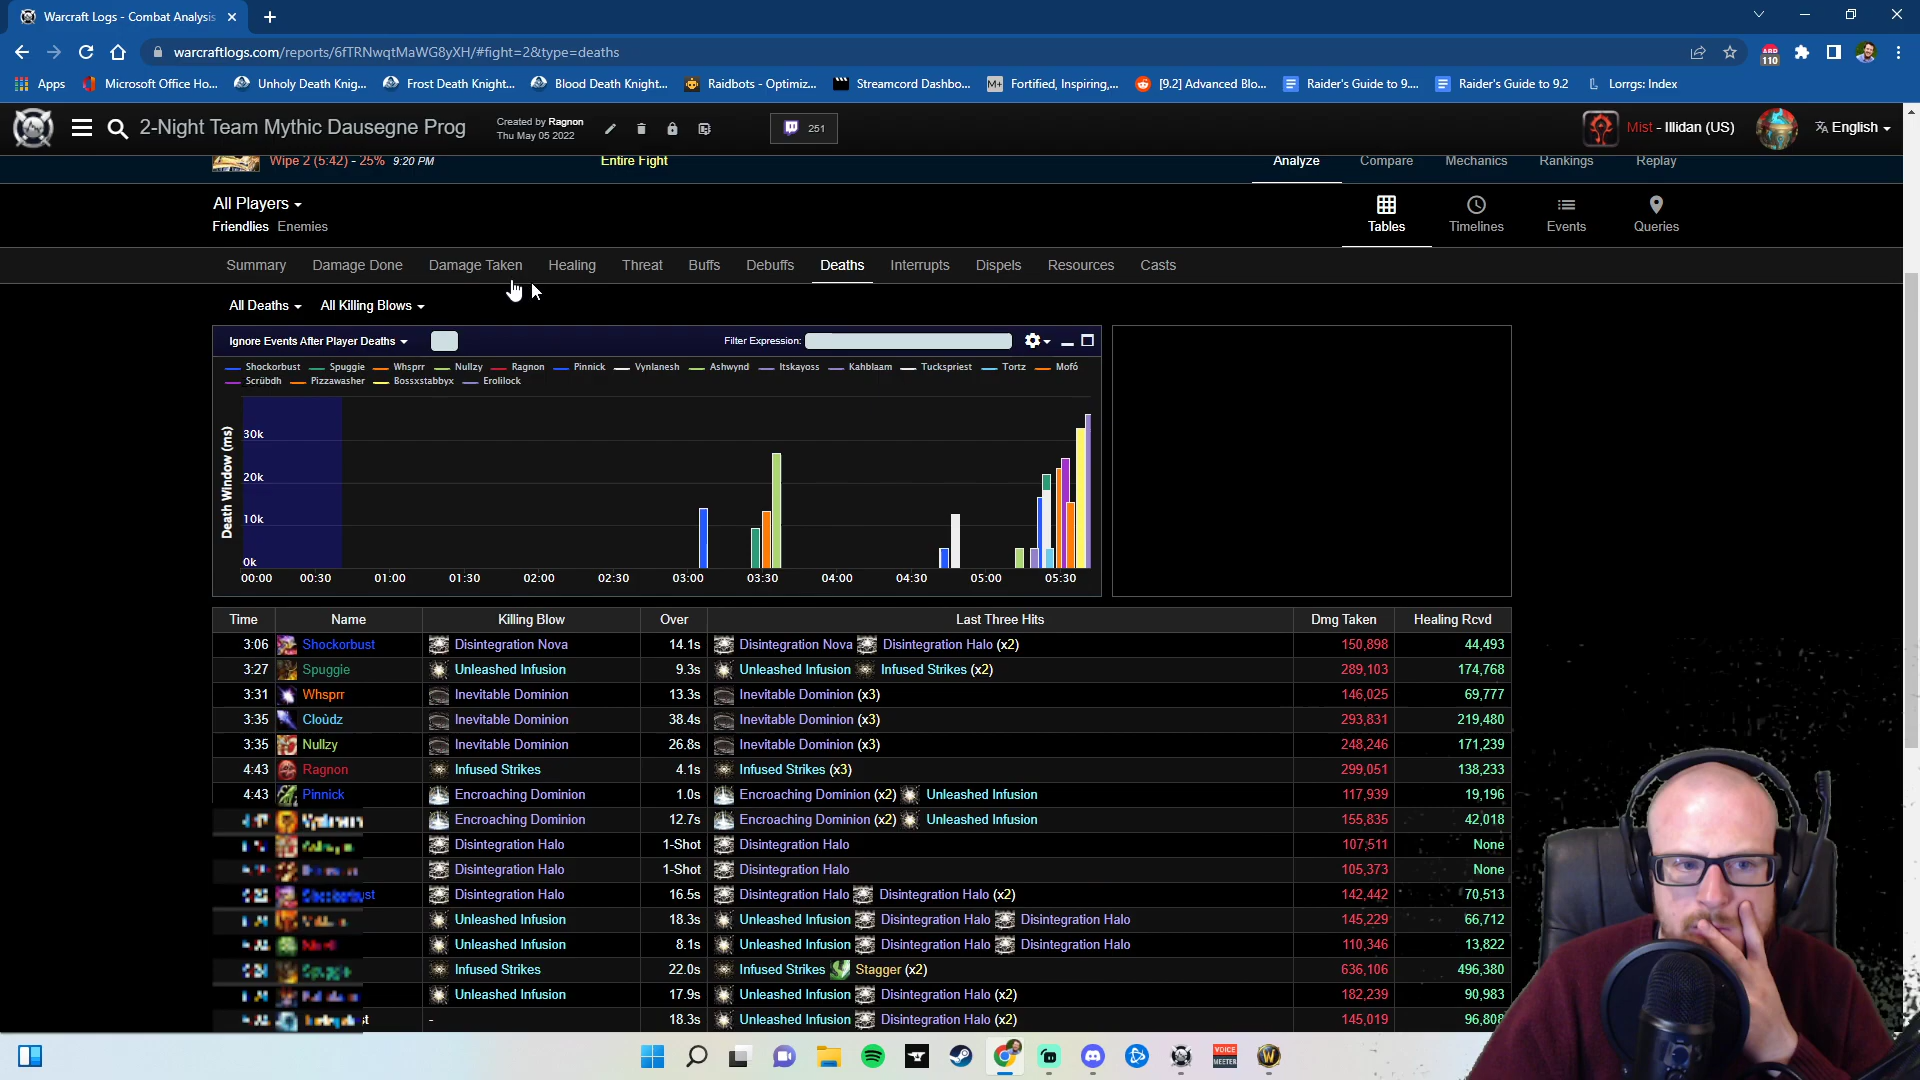 Warcraft Logs - Combat Analysis
warcraftlogs.com/reports/6fTRNwqtMaWG8yXH/#fight=2&type=deaths
ABP
110
Apps
Microsoft Office Ho...
Unholy Death Knig...
Frost Death Knight...
Blood Death Knight...
Raidbots - Optimiz...
Streamcord Dashbo...
M+
Fortified, Inspiring,...
[9.2] Advanced Blo...
Raider's Guide to 9....
Raider's Guide to 9.2
Lorrgs: Index
2-Night Team Mythic Dausegne Prog
Created by Ragnon
Thu May 05 2022
251
Mist - Illidan (US)
English
Wipe 2 (5:42) - 25% 9:20 PM
Entire Fight
Analyze
Compare
Mechanics
Rankings
Replay
All Players
Friendlies Enemies
Tables
Timelines
Events
Queries
Summary
Damage Done
Damage Taken
Healing
Threat
Buffs
Debuffs
Deaths
Interrupts
Dispels
Resources
Casts
All Deaths
All Killing Blows
Ignore Events After Player Deaths
Filter Expression:
Shockorbust Spuggie Whsprr Nullzy Ragnon Pinnick Vynlanesh Ashwynd Itskayoss Kahblaam Tuckspriest Tortz Mofó
Scrübdh Pizzawasher Bossxstabbyx Erolilock
Death Window (ms)
30k
20k
10k
0k
00:00 00:30 01:00 01:30 02:00 02:30 03:00 03:30 04:00 04:30 05:00 05:30
Time Name Killing Blow Over Last Three Hits Dmg Taken Healing Rcvd
3:06 Shockorbust Disintegration Nova 14.1s Disintegration Nova Disintegration Halo (x2) 150,898 44,493
3:27 Spuggie Unleashed Infusion 9.3s Unleashed Infusion Infused Strikes (x2) 289,103 174,768
3:31 Whsprr Inevitable Dominion 13.3s Inevitable Dominion (x3) 146,025 69,777
3:35 Cloùdz Inevitable Dominion 38.4s Inevitable Dominion (x3) 293,831 219,480
3:35 Nullzy Inevitable Dominion 26.8s Inevitable Dominion (x3) 248,246 171,239
4:43 Ragnon Infused Strikes 4.1s Infused Strikes (x3) 299,051 138,233
4:43 Pinnick Encroaching Dominion 1.0s Encroaching Dominion (x2) Unleashed Infusion 117,939 19,196
Encroaching Dominion 12.7s Encroaching Dominion (x2) Unleashed Infusion 155,835 42,018
Disintegration Halo 1-Shot Disintegration Halo 107,511 None
Disintegration Halo 1-Shot Disintegration Halo 105,373 None
Disintegration Halo 16.5s Disintegration Halo Disintegration Halo (x2) 142,442 70,513
Unleashed Infusion 18.3s Unleashed Infusion Disintegration Halo Disintegration Halo 145,229 66,712
Unleashed Infusion 8.1s Unleashed Infusion Disintegration Halo Disintegration Halo 110,346 13,822
Infused Strikes 22.0s Infused Strikes Stagger (x2) 636,106 496,380
Unleashed Infusion 17.9s Unleashed Infusion Disintegration Halo (x2) 182,239 90,983
- 18.3s Unleashed Infusion Disintegration Halo (x2) 145,019 96,808
VOICE
MEETER